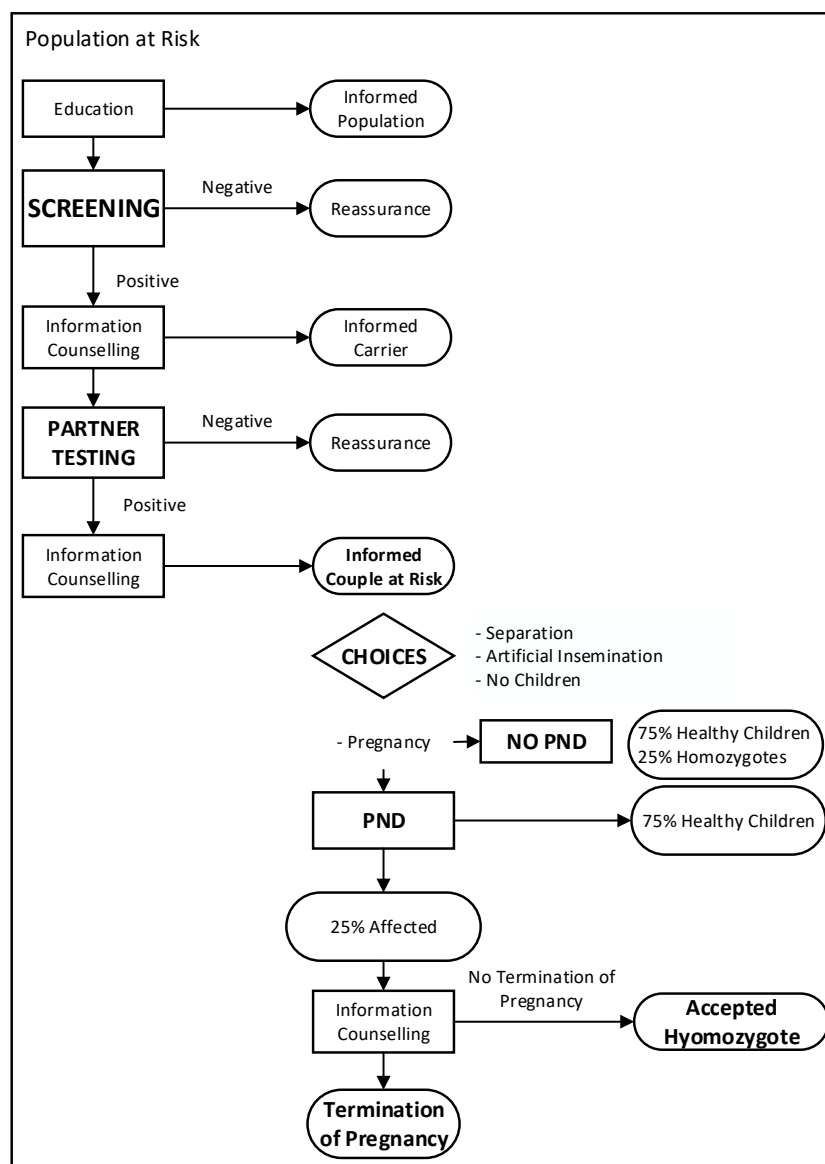 Population at Risk
Education
Informed
Population
SCREENING
Negative
Reassurance
Positive
Information
Counselling
Informed
Carrier
PARTNER
TESTING
Negative
Reassurance
Positive
Information
Counselling
Informed
Couple at Risk
CHOICES
- Separation
- Artificial Insemination
- No Children
- Pregnancy
NO PND
75% Healthy Children
25% Homozygotes
PND
75% Healthy Children
25% Affected
Information
Counselling
No Termination of
Pregnancy
Accepted
Hyomozygote
Termination
of Pregnancy